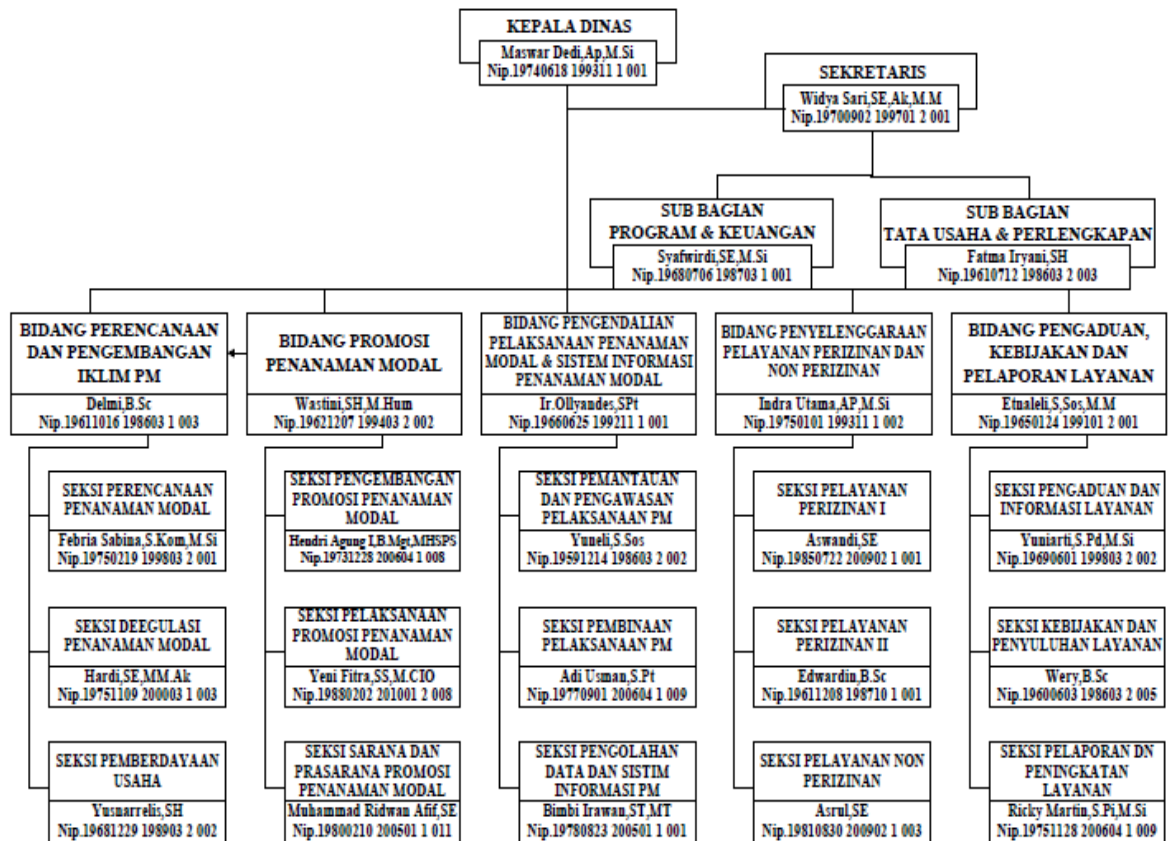 KEPALA DINAS
Maswar Dedi,Ap,M.Si
Nip.19740618 199311 1 001
SEKRETARIS
Widya Sari,SE,Ak,M.M
Nip.19700902 199701 2 001
SUB BAGIAN
PROGRAM & KEUANGAN
Syafwirdi,SE,M.Si
Nip.19680706 198703 1 001
SUB BAGIAN
TATA USAHA & PERLENGKAPAN
Fatma Iryani,SH
Nip.19610712 198603 2 003
BIDANG PERENCANAAN
DAN PENGEMBANGAN
IKLIM PM
Delmi,B.Sc
Nip.19611016 198603 1 003
BIDANG PROMOSI
PENANAMAN MODAL
Wastini,SH,M.Hum
Nip.19621207 199403 2 002
BIDANG PENGENDALIAN
PELAKSANAAN PENANAMAN
MODAL & SISTEM INFORMASI
PENANAMAN MODAL
Ir.Ollyandes,SPt
Nip.19660625 199211 1 001
BIDANG PENYELENGGARAAN
PELAYANAN PERIZINAN DAN
NON PERIZINAN
Indra Utama,AP,M.Si
Nip.19750101 199311 1 002
BIDANG PENGADUAN,
KEBIJAKAN DAN
PELAPORAN LAYANAN
Etnaleli,S,Sos,M.M
Nip.19650124 199101 2 001
SEKSI PERENCANAAN
PENANAMAN MODAL
Febria Sabina,S.Kom,M.Si
Nip.19750219 199803 2 001
SEKSI PENGEMBANGAN
PROMOSI PENANAMAN
MODAL
Hendri Agung I,B.Mgt,MHSPS
Nip.19731228 200604 1 008
SEKSI PEMANTAUAN
DAN PENGAWASAN
PELAKSANAAN PM
Yuneli,S.Sos
Nip.19591214 198603 2 002
SEKSI PELAYANAN
PERIZINAN I
Aswandi,SE
Nip.19850722 200902 1 001
SEKSI PENGADUAN DAN
INFORMASI LAYANAN
Yuniarti,S.Pd,M.Si
Nip.19690601 199803 2 002
SEKSI DEEGULASI
PENANAMAN MODAL
Hardi,SE,MM.Ak
Nip.19751109 200003 1 003
SEKSI PELAKSANAAN
PROMOSI PENANAMAN
MODAL
Yeni Fitra,SS,M.CIO
Nip.19880202 201001 2 008
SEKSI PEMBINAAN
PELAKSANAAN PM
Adi Usman,S.Pt
Nip.19770901 200604 1 009
SEKSI PELAYANAN
PERIZINAN II
Edwardin,B.Sc
Nip.19611208 198710 1 001
SEKSI KEBIJAKAN DAN
PENYULUHAN LAYANAN
Wery,B.Sc
Nip.19600603 198603 2 005
SEKSI PEMBERDAYAAN
USAHA
Yusnarrelis,SH
Nip.19681229 198903 2 002
SEKSI SARANA DAN
PRASARANA PROMOSI
PENANAMAN MODAL
Muhammad Ridwan Afif,SE
Nip.19800210 200501 1 011
SEKSI PENGOLAHAN
DATA DAN SISTIM
INFORMASI PM
Bimbi Irawan,ST,MT
Nip.19780823 200501 1 001
SEKSI PELAYANAN NON
PERIZINAN
Asrul,SE
Nip.19810830 200902 1 003
SEKSI PELAPORAN DN
PENINGKATAN
LAYANAN
Ricky Martin,S.Pi,M.Si
Nip.19751128 200604 1 009